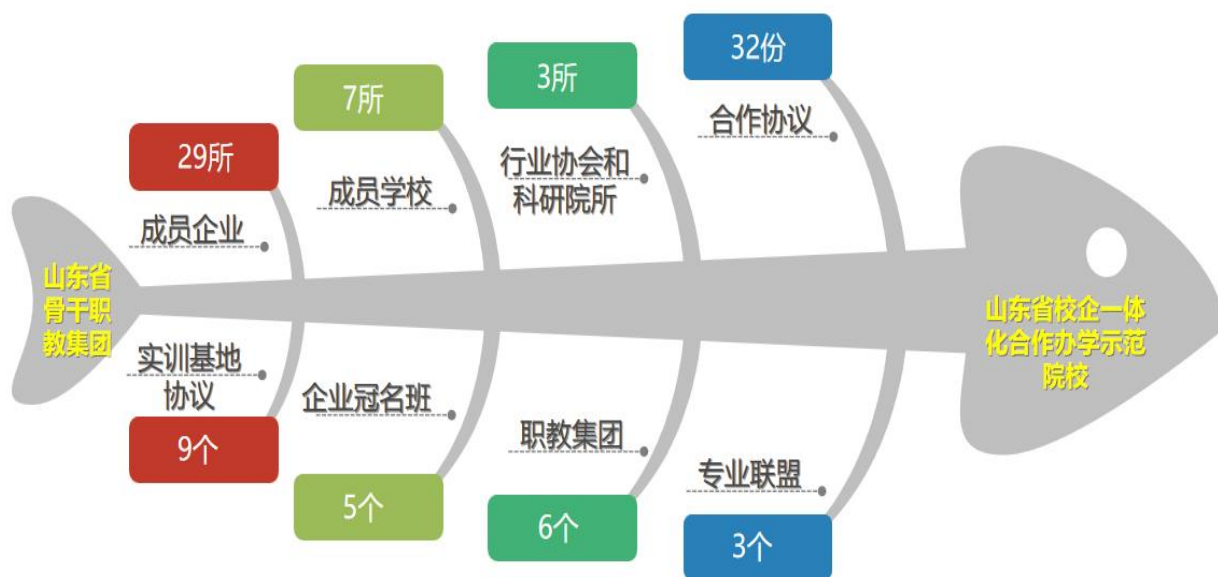 32份
合作协议
3所
行业协会和
科研院所
7所
成员学校
29所
成员企业
山东省
骨干职
教集团
山东省校企一体
化合作办学示范
院校
实训基地
协议
9个
企业冠名班
5个
职教集团
6个
专业联盟
3个